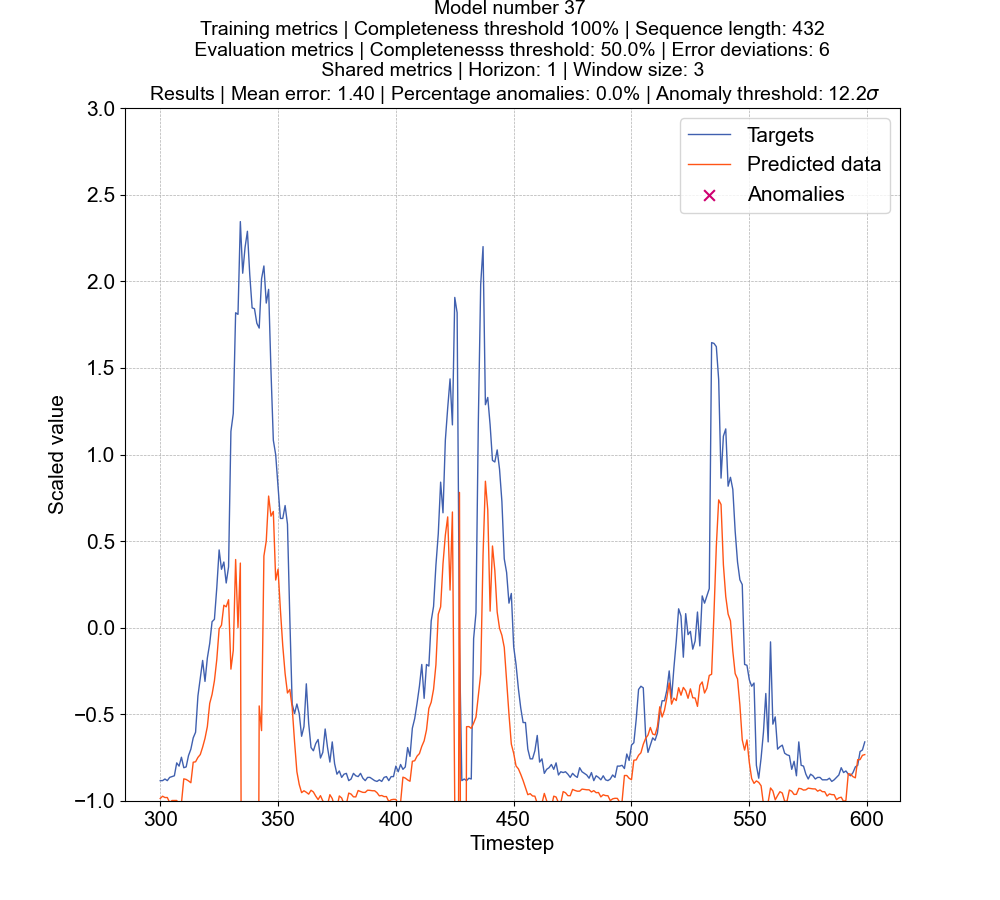 Model number 37
Training metrics | Completeness threshold 100% | Sequence length: 432
Evaluation metrics | Completenesss threshold: 50.0% | Error deviations: 6
Shared metrics | Horizon: 1 | Window size: 3
Results | Mean error: 1.40 | Percentage anomalies: 0.0% | Anomaly threshold: 12.2σ
3.0
2.5
2.0
1.5
1.0
0.5
0.0
−0.5
−1.0
Scaled value
Targets
Predicted data
Anomalies
300 350 400 450 500 550 600
Timestep